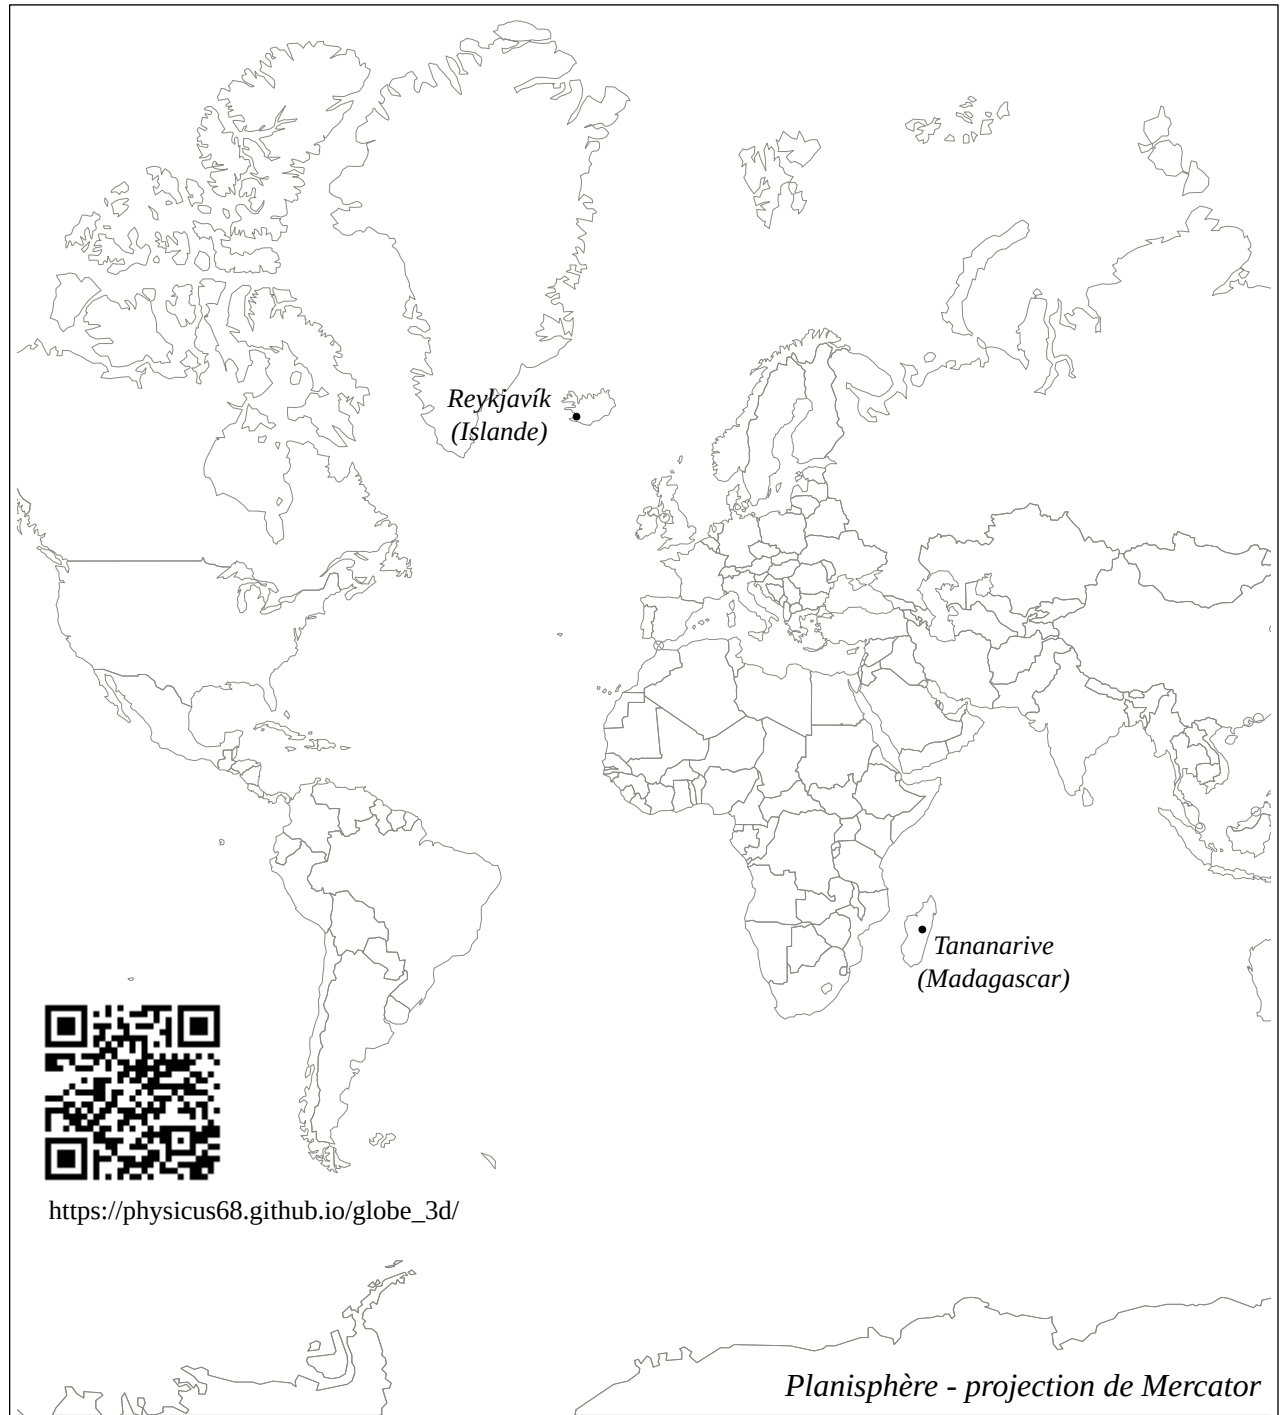 Reykjavík
(Islande)
Tananarive
(Madagascar)
https://physicus68.github.io/globe_3d/
Planisphère - projection de Mercator